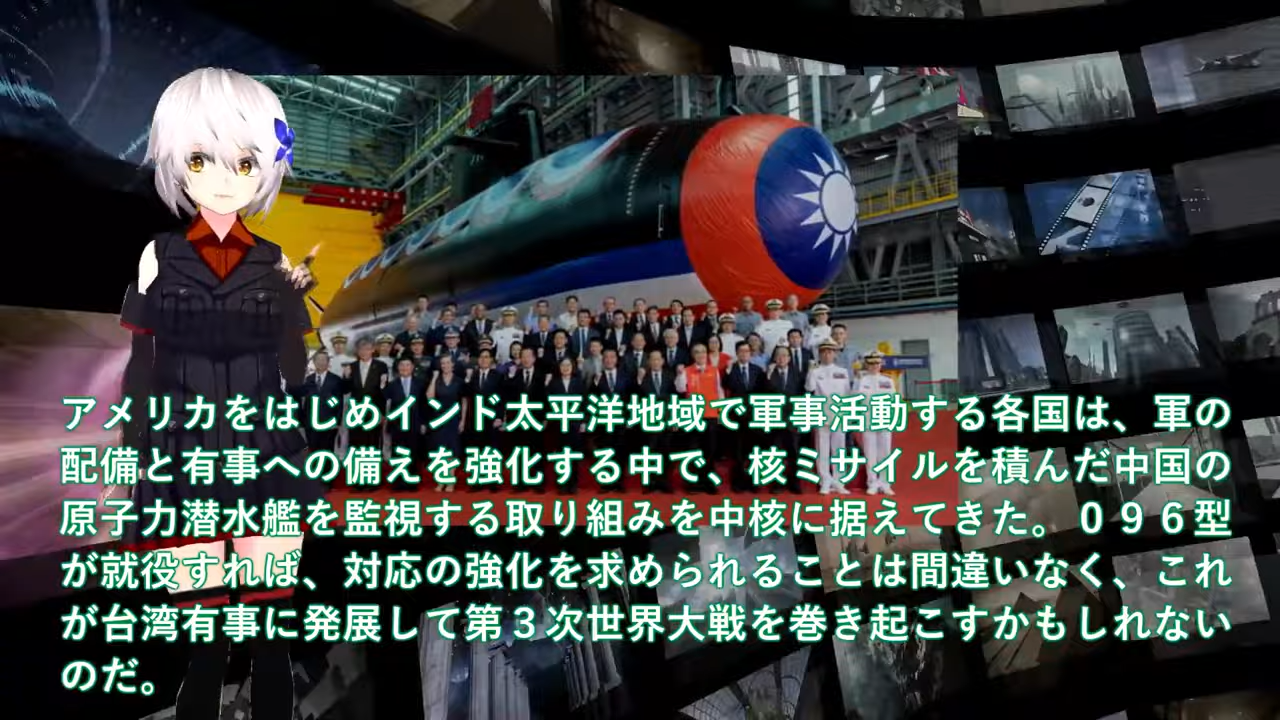 アメリカをはじめインド太平洋地域で軍事活動する各国は、軍の
配備と有事への備えを強化する中で、核ミサイルを積んだ中国の
原子力潜水艦を監視する取り組みを中核に据えてきた。０９６型
が就役すれば、対応の強化を求められることは間違いなく、これ
が台湾有事に発展して第３次世界大戦を巻き起こすかもしれない
のだ。